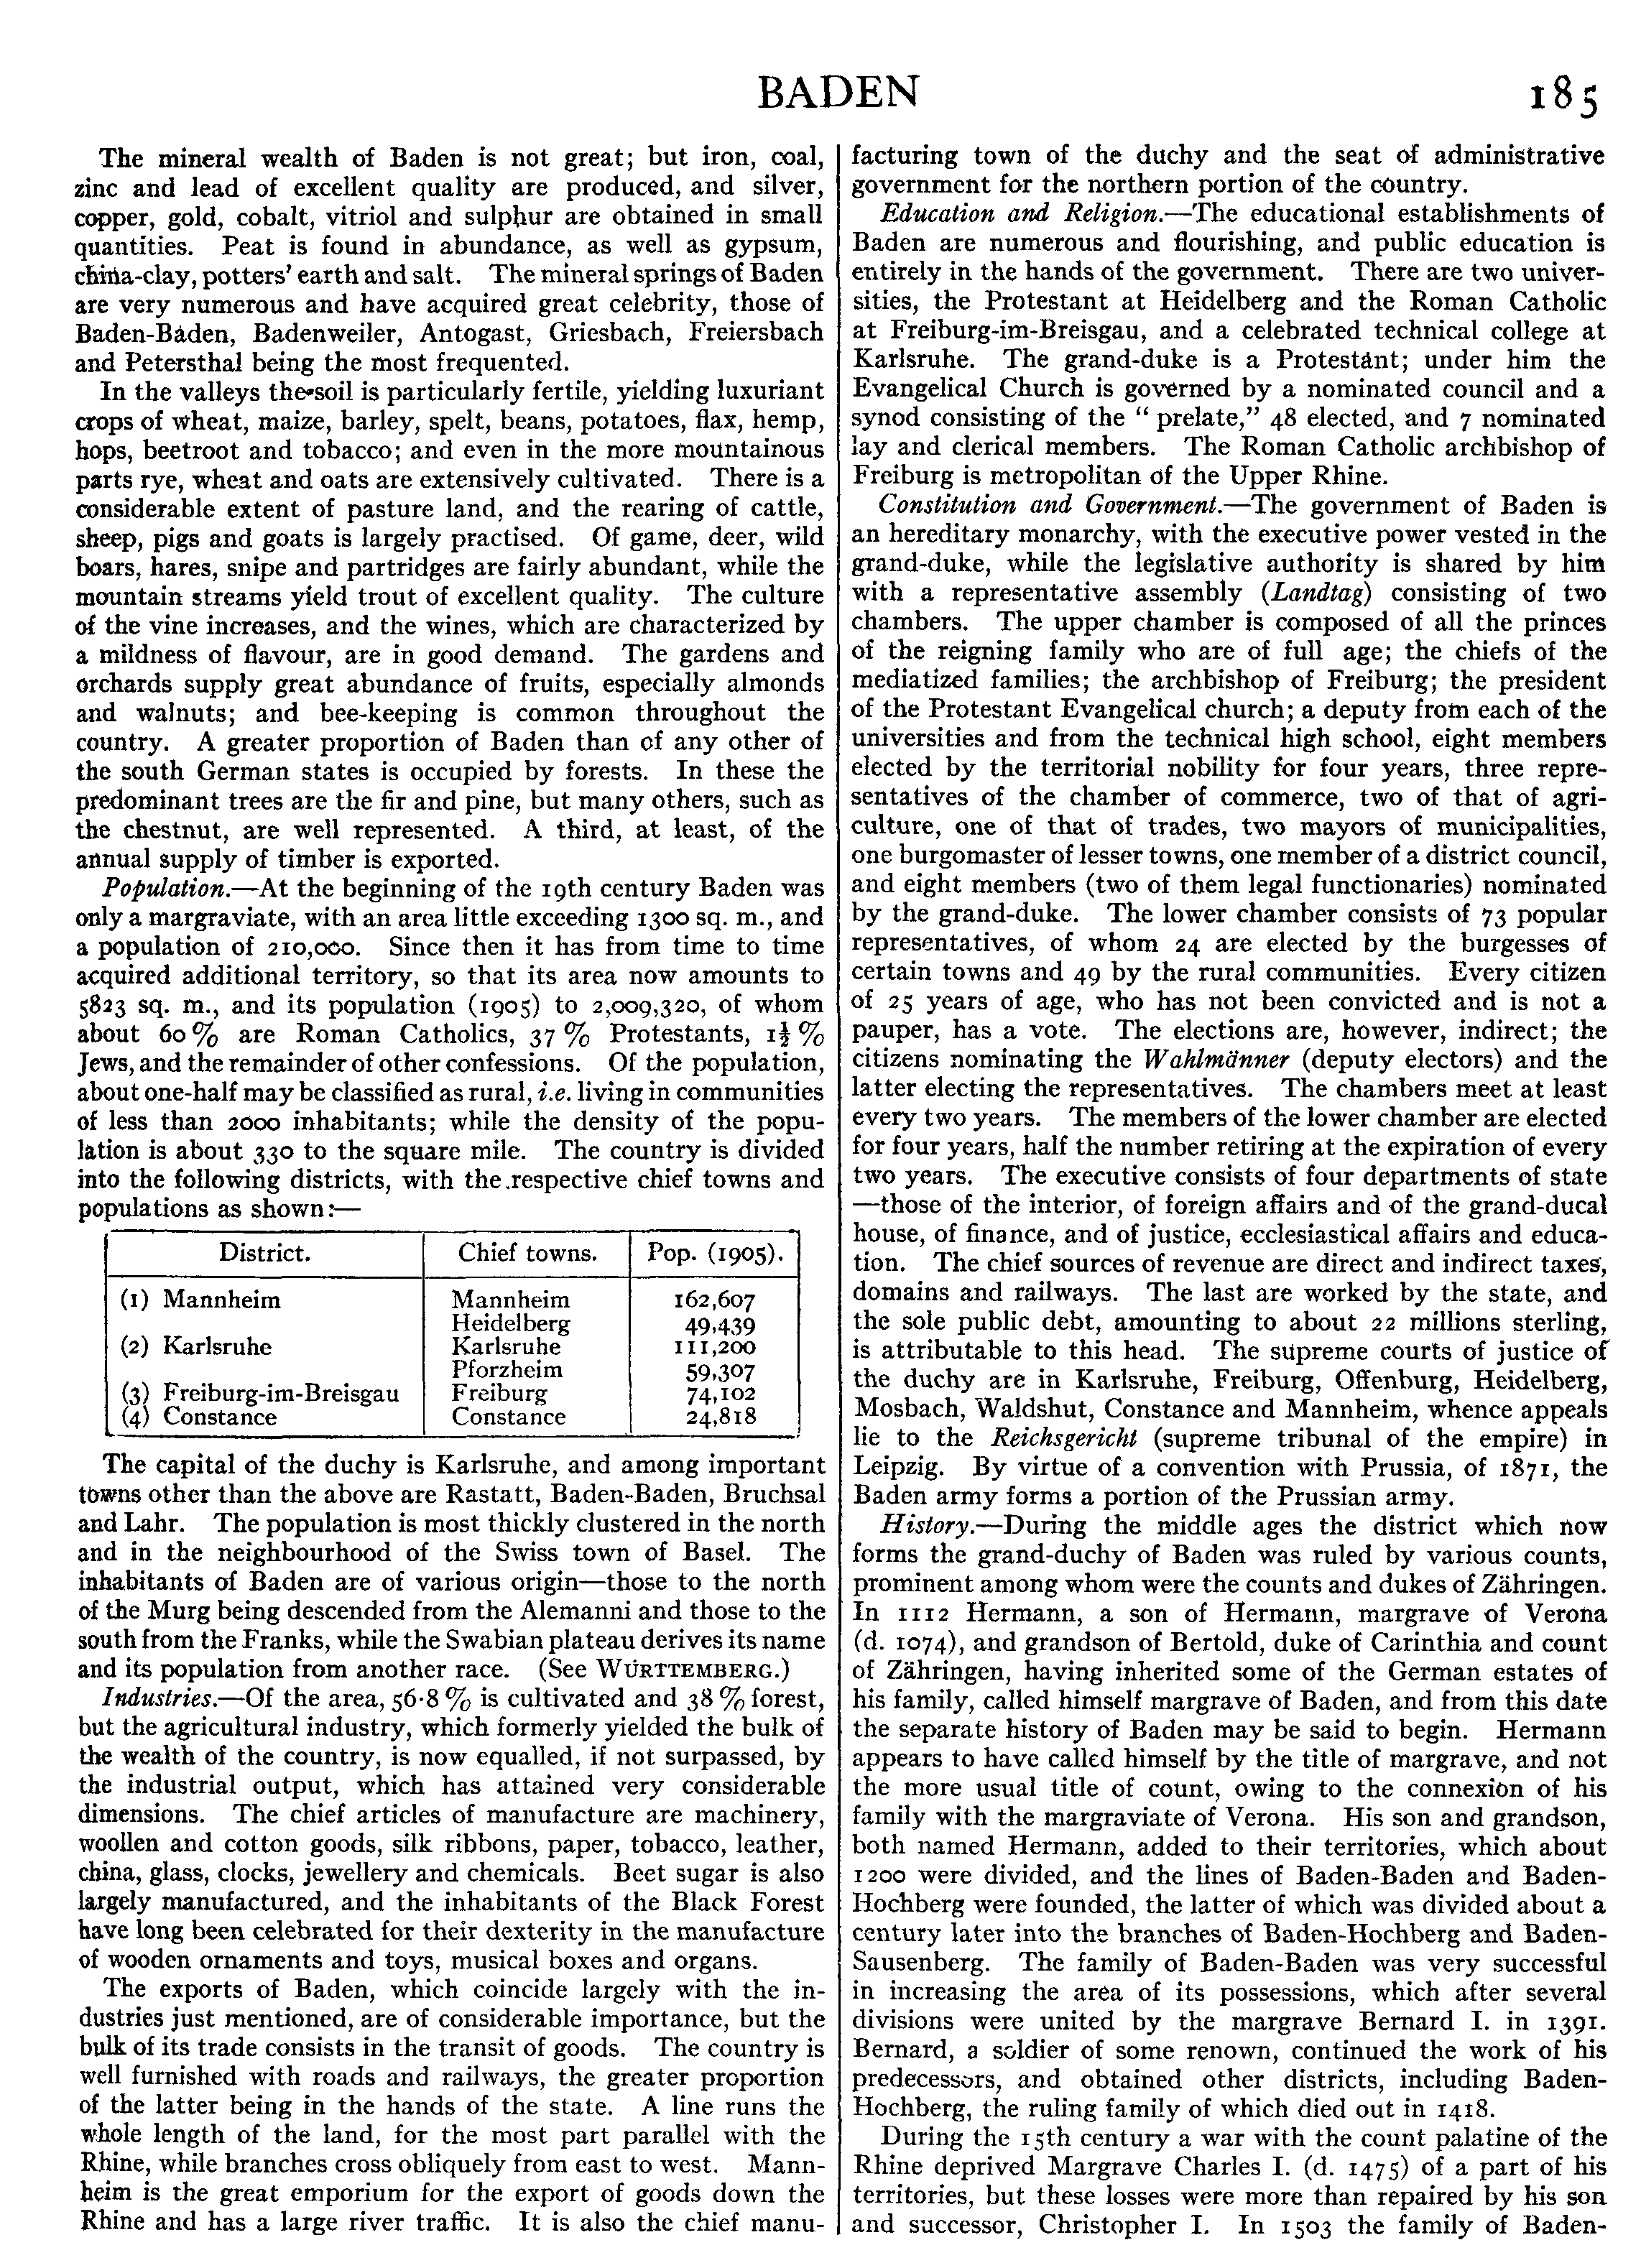 BADEN
185
The mineral wealth of Baden is not great; but iron, coal,
zinc and lead of excellent quality are produced, and silver,
copper, gold, cobalt, vitriol and sulphur are obtained in small
quantities. Peat is found in abundance, as well as gypsum,
china-clay, potters' earth and salt. The mineral springs of Baden
are very numerous and have acquired great celebrity, those of
Baden-Baden, Badenweiler, Antogast, Griesbach, Freiersbach
and Petersthal being the most frequented.
In the valleys the soil is particularly fertile, yielding luxuriant
crops of wheat, maize, barley, spelt, beans, potatoes, flax, hemp,
hops, beetroot and tobacco; and even in the more mountainous
parts rye, wheat and oats are extensively cultivated. There is a
considerable extent of pasture land, and the rearing of cattle,
sheep, pigs and goats is largely practised. Of game, deer, wild
boars, hares, snipe and partridges are fairly abundant, while the
mountain streams yield trout of excellent quality. The culture
of the vine increases, and the wines, which are characterized by
a mildness of flavour, are in good demand. The gardens and
orchards supply great abundance of fruits, especially almonds
and walnuts; and bee-keeping is common throughout the
country. A greater proportion of Baden than of any other of
the south German states is occupied by forests. In these the
predominant trees are the fir and pine, but many others, such as
the chestnut, are well represented. A third, at least, of the
annual supply of timber is exported.
Population.—At the beginning of the 19th century Baden was
only a margraviate, with an area little exceeding 1300 sq. m., and
a population of 210,000. Since then it has from time to time
acquired additional territory, so that its area now amounts to
5823 sq. m., and its population (1905) to 2,009,320, of whom
about 60% are Roman Catholics, 37% Protestants, 1½%
Jews, and the remainder of other confessions. Of the population,
about one-half may be classified as rural, i.e. living in communities
of less than 2000 inhabitants; while the density of the popu-
lation is about 330 to the square mile. The country is divided
into the following districts, with the respective chief towns and
populations as shown:—
District. Chief towns. Pop. (1905).
(1) Mannheim Mannheim 162,607
Heidelberg 49,439
(2) Karlsruhe Karlsruhe 111,200
Pforzheim 59,307
(3) Freiburg-im-Breisgau Freiburg 74,102
(4) Constance Constance 24,818
The capital of the duchy is Karlsruhe, and among important
towns other than the above are Rastatt, Baden-Baden, Bruchsal
and Lahr. The population is most thickly clustered in the north
and in the neighbourhood of the Swiss town of Basel. The
inhabitants of Baden are of various origin—those to the north
of the Murg being descended from the Alemanni and those to the
south from the Franks, while the Swabian plateau derives its name
and its population from another race. (See WÜRTTEMBERG.)
Industries.—Of the area, 56·8% is cultivated and 38% forest,
but the agricultural industry, which formerly yielded the bulk of
the wealth of the country, is now equalled, if not surpassed, by
the industrial output, which has attained very considerable
dimensions. The chief articles of manufacture are machinery,
woollen and cotton goods, silk ribbons, paper, tobacco, leather,
china, glass, clocks, jewellery and chemicals. Beet sugar is also
largely manufactured, and the inhabitants of the Black Forest
have long been celebrated for their dexterity in the manufacture
of wooden ornaments and toys, musical boxes and organs.
The exports of Baden, which coincide largely with the in-
dustries just mentioned, are of considerable importance, but the
bulk of its trade consists in the transit of goods. The country is
well furnished with roads and railways, the greater proportion
of the latter being in the hands of the state. A line runs the
whole length of the land, for the most part parallel with the
Rhine, while branches cross obliquely from east to west. Mann-
heim is the great emporium for the export of goods down the
Rhine and has a large river traffic. It is also the chief manu-
facturing town of the duchy and the seat of administrative
government for the northern portion of the country.
Education and Religion.—The educational establishments of
Baden are numerous and flourishing, and public education is
entirely in the hands of the government. There are two univer-
sities, the Protestant at Heidelberg and the Roman Catholic
at Freiburg-im-Breisgau, and a celebrated technical college at
Karlsruhe. The grand-duke is a Protestant; under him the
Evangelical Church is governed by a nominated council and a
synod consisting of the "prelate," 48 elected, and 7 nominated
lay and clerical members. The Roman Catholic archbishop of
Freiburg is metropolitan of the Upper Rhine.
Constitution and Government.—The government of Baden is
an hereditary monarchy, with the executive power vested in the
grand-duke, while the legislative authority is shared by him
with a representative assembly (Landtag) consisting of two
chambers. The upper chamber is composed of all the princes
of the reigning family who are of full age; the chiefs of the
mediatized families; the archbishop of Freiburg; the president
of the Protestant Evangelical church; a deputy from each of the
universities and from the technical high school, eight members
elected by the territorial nobility for four years, three repre-
sentatives of the chamber of commerce, two of that of agri-
culture, one of that of trades, two mayors of municipalities,
one burgomaster of lesser towns, one member of a district council,
and eight members (two of them legal functionaries) nominated
by the grand-duke. The lower chamber consists of 73 popular
representatives, of whom 24 are elected by the burgesses of
certain towns and 49 by the rural communities. Every citizen
of 25 years of age, who has not been convicted and is not a
pauper, has a vote. The elections are, however, indirect; the
citizens nominating the Wahlmänner (deputy electors) and the
latter electing the representatives. The chambers meet at least
every two years. The members of the lower chamber are elected
for four years, half the number retiring at the expiration of every
two years. The executive consists of four departments of state
—those of the interior, of foreign affairs and of the grand-ducal
house, of finance, and of justice, ecclesiastical affairs and educa-
tion. The chief sources of revenue are direct and indirect taxes,
domains and railways. The last are worked by the state, and
the sole public debt, amounting to about 22 millions sterling,
is attributable to this head. The supreme courts of justice of
the duchy are in Karlsruhe, Freiburg, Offenburg, Heidelberg,
Mosbach, Waldshut, Constance and Mannheim, whence appeals
lie to the Reichsgericht (supreme tribunal of the empire) in
Leipzig. By virtue of a convention with Prussia, of 1871, the
Baden army forms a portion of the Prussian army.
History.—During the middle ages the district which now
forms the grand-duchy of Baden was ruled by various counts,
prominent among whom were the counts and dukes of Zähringen.
In 1112 Hermann, a son of Hermann, margrave of Verona
(d. 1074), and grandson of Bertold, duke of Carinthia and count
of Zähringen, having inherited some of the German estates of
his family, called himself margrave of Baden, and from this date
the separate history of Baden may be said to begin. Hermann
appears to have called himself by the title of margrave, and not
the more usual title of count, owing to the connexion of his
family with the margraviate of Verona. His son and grandson,
both named Hermann, added to their territories, which about
1200 were divided, and the lines of Baden-Baden and Baden-
Hochberg were founded, the latter of which was divided about a
century later into the branches of Baden-Hochberg and Baden-
Sausenberg. The family of Baden-Baden was very successful
in increasing the area of its possessions, which after several
divisions were united by the margrave Bernard I. in 1391.
Bernard, a soldier of some renown, continued the work of his
predecessors, and obtained other districts, including Baden-
Hochberg, the ruling family of which died out in 1418.
During the 15th century a war with the count palatine of the
Rhine deprived Margrave Charles I. (d. 1475) of a part of his
territories, but these losses were more than repaired by his son
and successor, Christopher I. In 1503 the family of Baden-